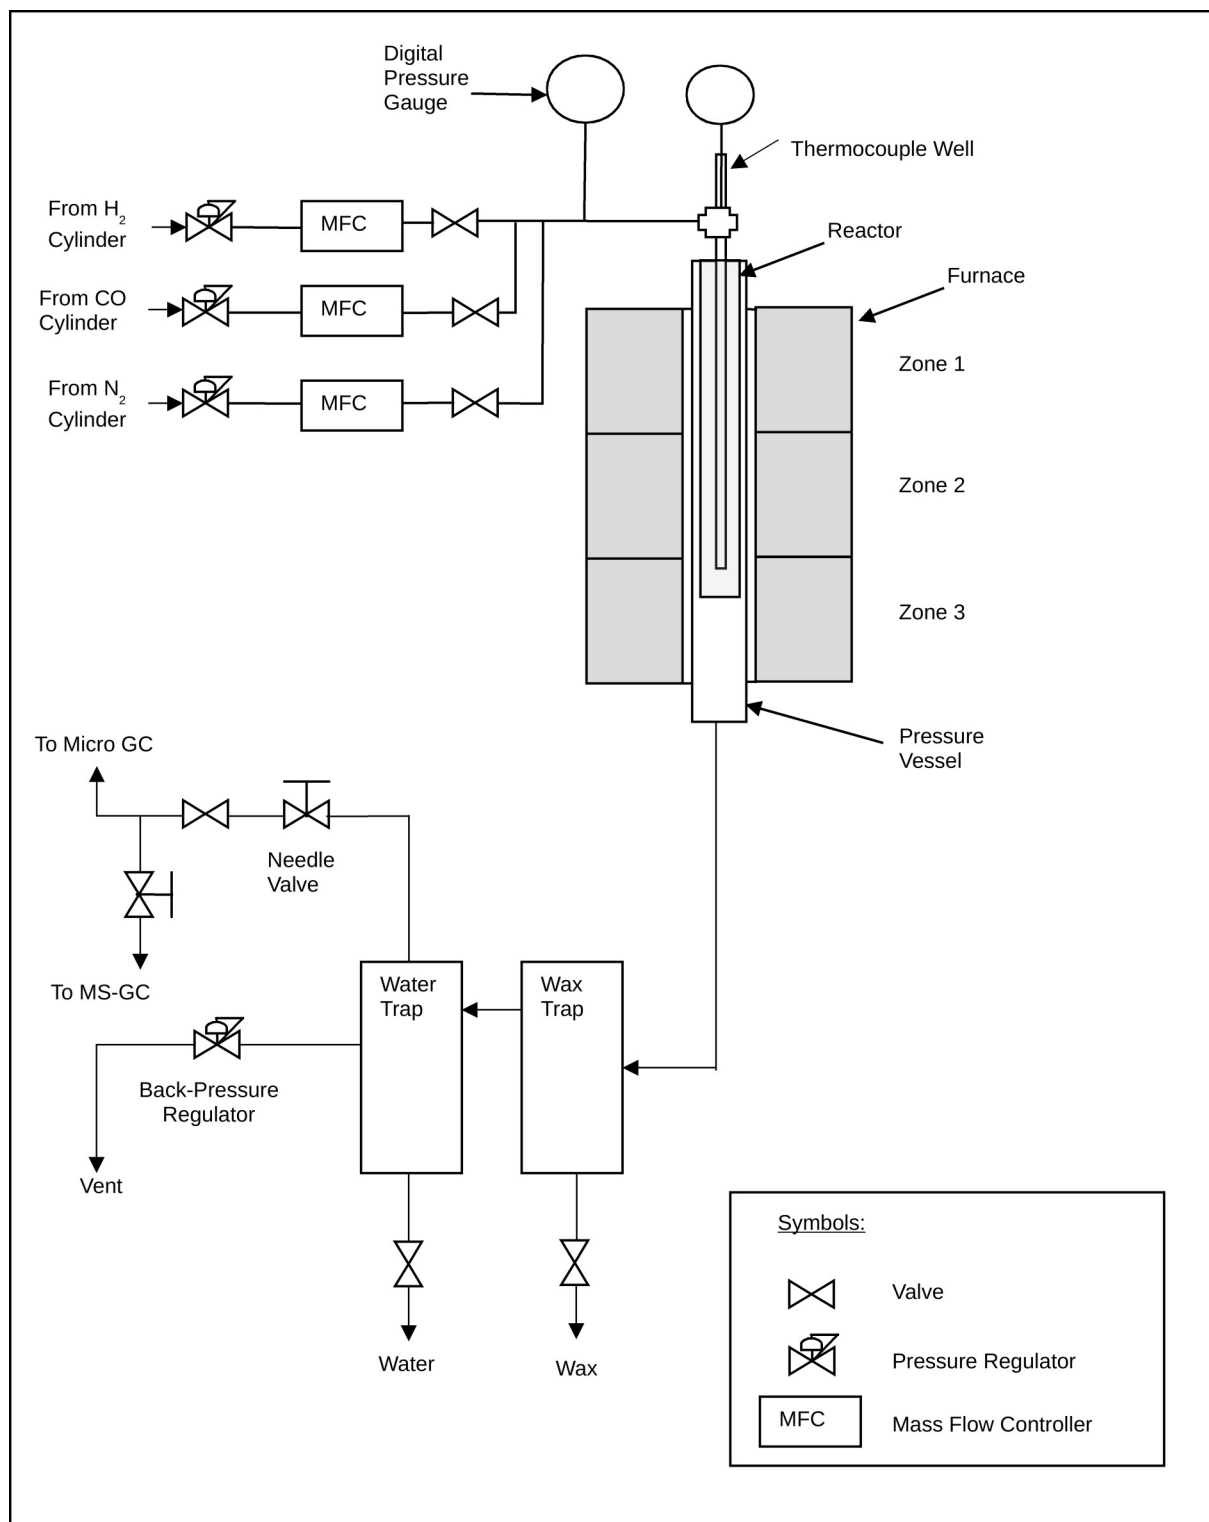 Digital
Pressure
Gauge
Thermocouple Well
From H2
Cylinder
MFC
Reactor
Furnace
From CO
Cylinder
MFC
Zone 1
From N2
Cylinder
MFC
Zone 2
Zone 3
To Micro GC
Pressure
Vessel
Needle
Valve
To MS-GC
Water
Trap
Wax
Trap
Back-Pressure
Regulator
Vent
Water
Wax
Symbols:
Valve
Pressure Regulator
MFC
Mass Flow Controller